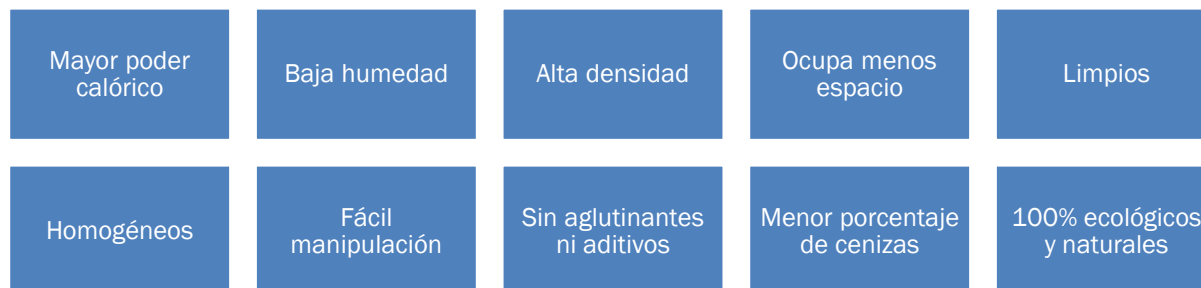 Mayor poder
calórico
Baja humedad
Alta densidad
Ocupa menos
espacio
Limpios
Homogéneos
Fácil
manipulación
Sin aglutinantes
ni aditivos
Menor porcentaje
de cenizas
100% ecológicos
y naturales